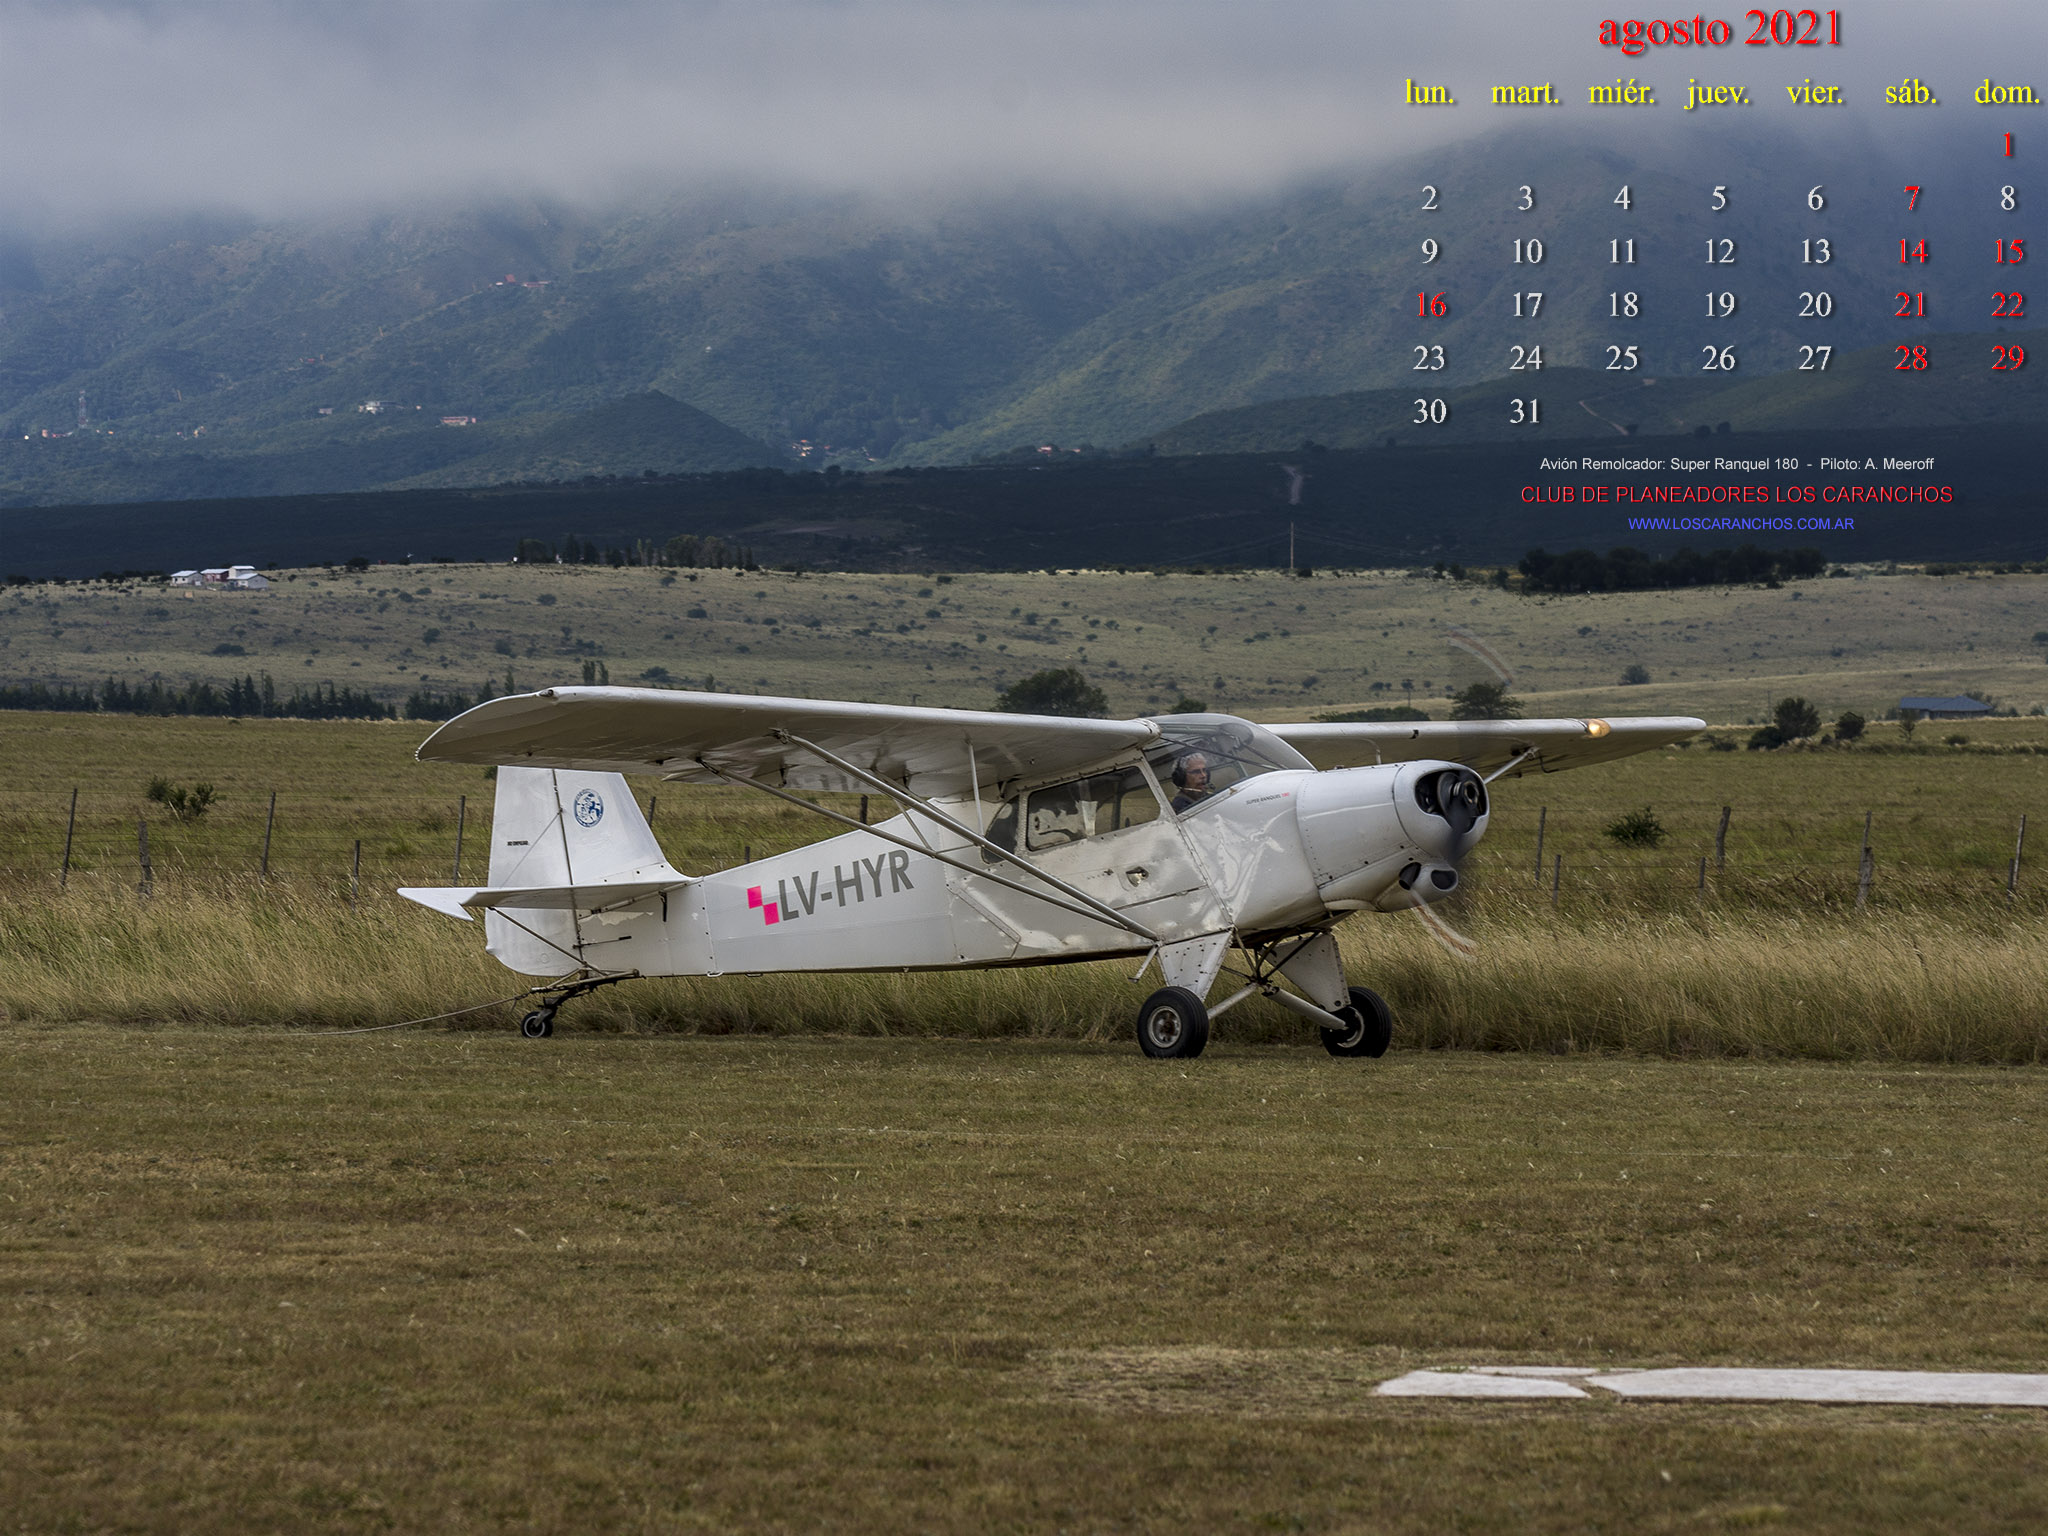 agosto 2021
lun. mart. miér. juev. vier. sáb. dom.
1
2 3 4 5 6 7 8
9 10 11 12 13 14 15
16 17 18 19 20 21 22
23 24 25 26 27 28 29
30 31
Avión Remolcador: Super Ranquel 180 - Piloto: A. Meeroff
CLUB DE PLANEADORES LOS CARANCHOS
WWW.LOSCARANCHOS.COM.AR
SUPER RANQUEL 180
LV-HYR